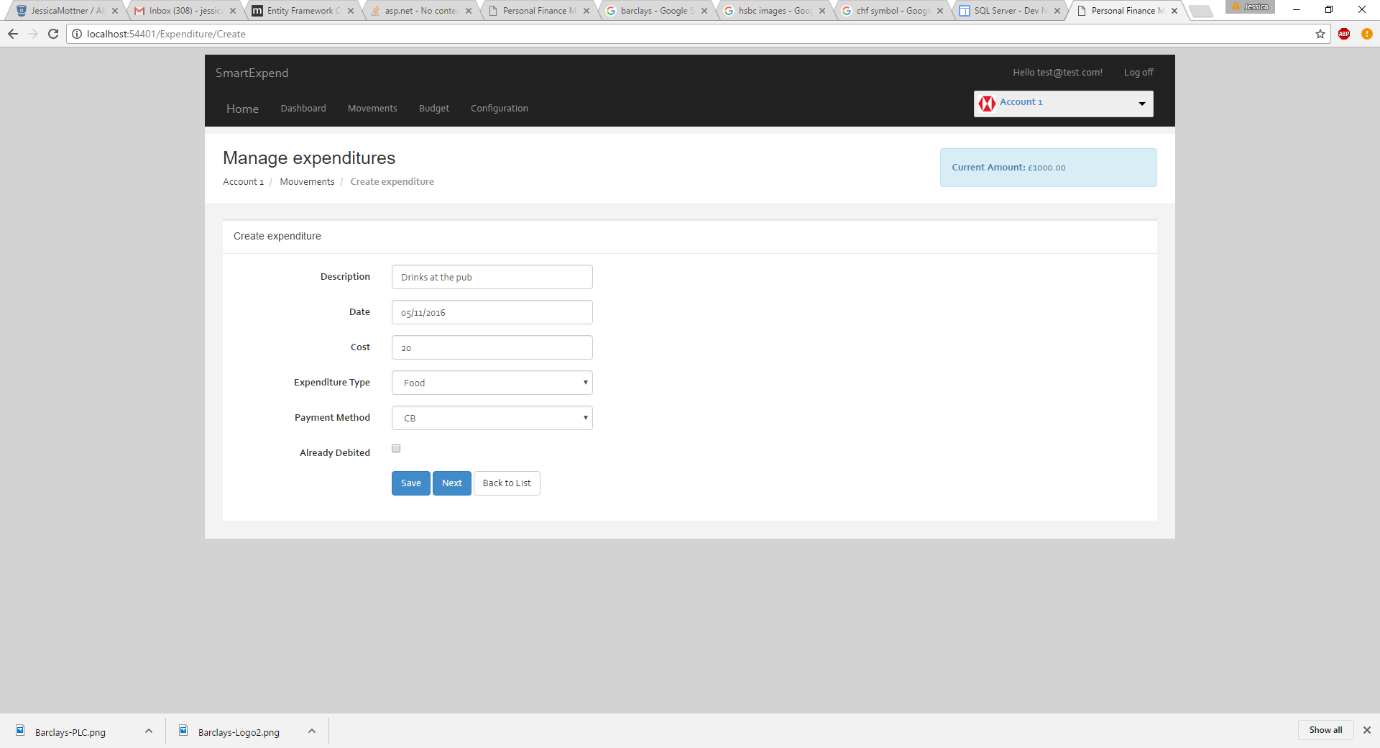 JessicaMottner / A
Inbox (308) - jessic
Entity Framework C
asp.net - No conte
Personal Finance M
barclays - Google S
hsbc images - Goo
chf symbol - Googl
SQL Server - Dev N
Personal Finance M
Jessica
localhost:54401/Expenditure/Create
ABP
SmartExpend
Hello test@test.com!
Log off
Home
Dashboard
Movements
Budget
Configuration
Account 1
Manage expenditures
Account 1 / Mouvements / Create expenditure
Current Amount: £1000.00
Create expenditure
Description
Drinks at the pub
Date
05/11/2016
Cost
20
Expenditure Type
Food
Payment Method
CB
Already Debited
Save
Next
Back to List
Barclays-PLC.png
Barclays-Logo2.png
Show all